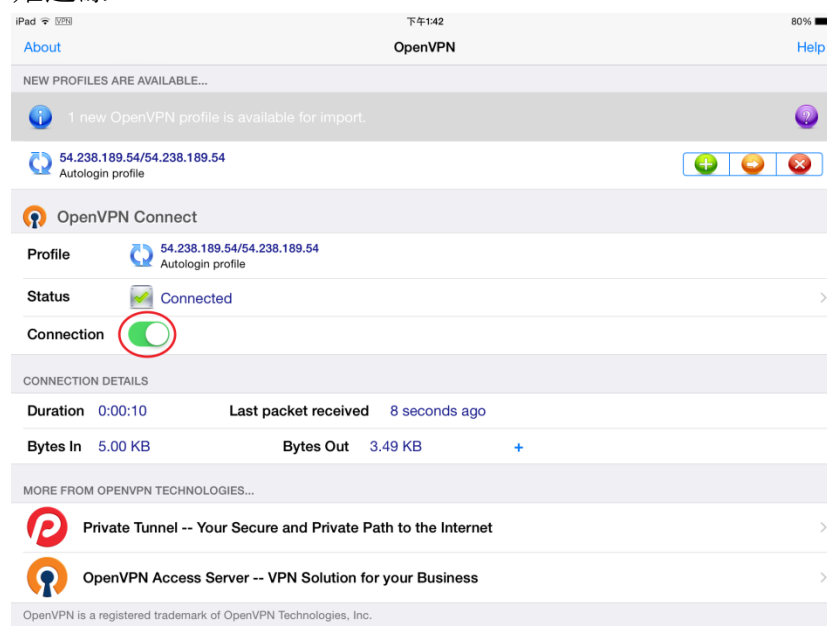 iPad VPN 下午1:42 80%
About OpenVPN Help
NEW PROFILES ARE AVAILABLE...
1 new OpenVPN profile is available for import.
54.238.189.54/54.238.189.54
Autologin profile
OpenVPN Connect
Profile 54.238.189.54/54.238.189.54
Autologin profile
Status Connected
Connection
CONNECTION DETAILS
Duration 0:00:10 Last packet received 8 seconds ago
Bytes In 5.00 KB Bytes Out 3.49 KB +
MORE FROM OPENVPN TECHNOLOGIES...
Private Tunnel -- Your Secure and Private Path to the Internet
OpenVPN Access Server -- VPN Solution for your Business
OpenVPN is a registered trademark of OpenVPN Technologies, Inc.